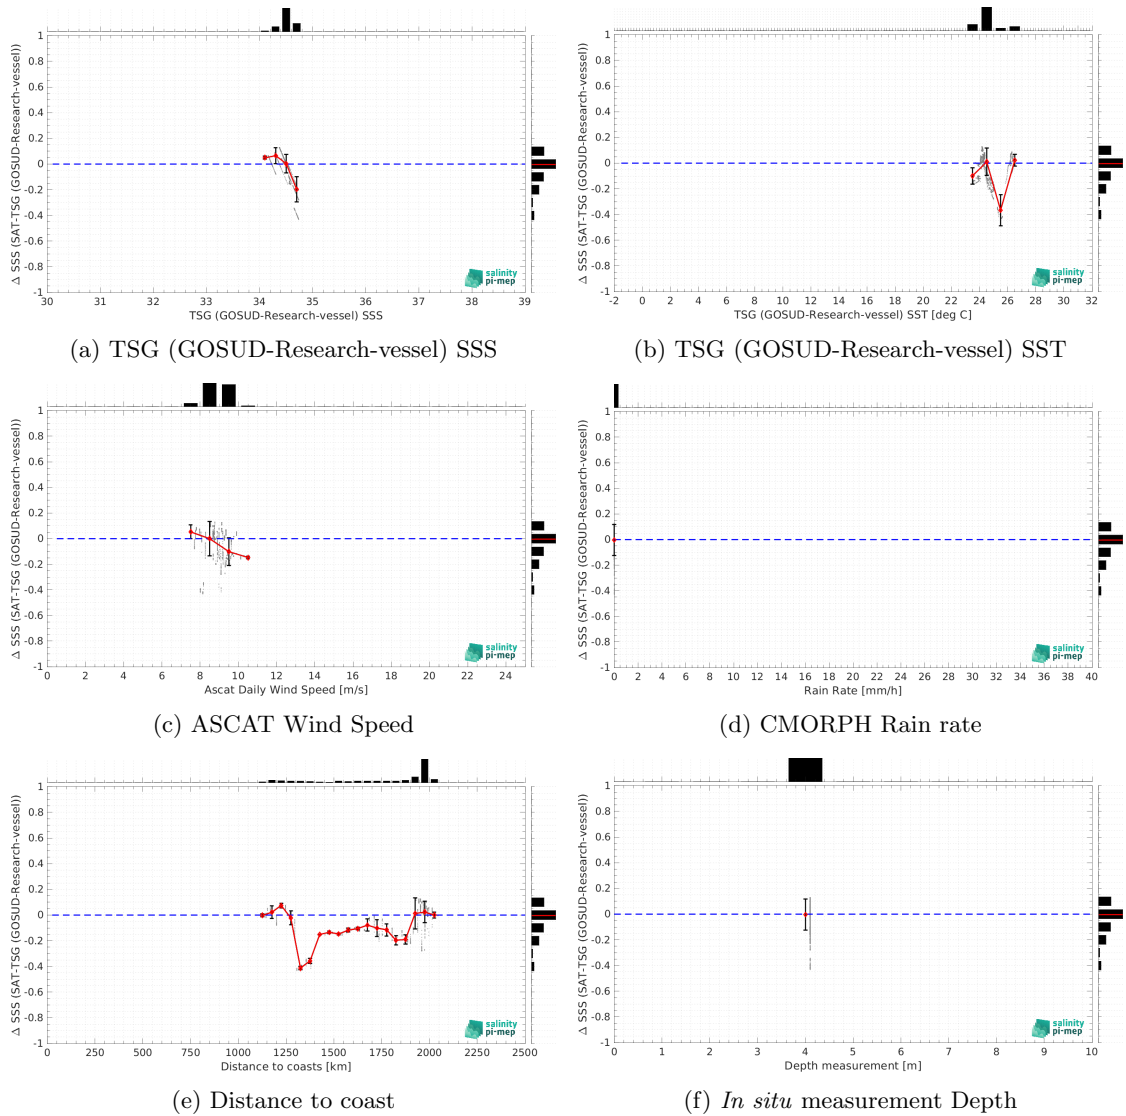 Δ SSS (SAT-TSG (GOSUD-Research-vessel))
1
0.8
0.6
0.4
0.2
0
-0.2
-0.4
-0.6
-0.8
-1
30 31 32 33 34 35 36 37 38 39
TSG (GOSUD-Research-vessel) SSS
salinity
pi-mep
(a) TSG (GOSUD-Research-vessel) SSS
Δ SSS (SAT-TSG (GOSUD-Research-vessel))
1
0.8
0.6
0.4
0.2
0
-0.2
-0.4
-0.6
-0.8
-1
-2 0 2 4 6 8 10 12 14 16 18 20 22 24 26 28 30 32
TSG (GOSUD-Research-vessel) SST [deg C]
salinity
pi-mep
(b) TSG (GOSUD-Research-vessel) SST
Δ SSS (SAT-TSG (GOSUD-Research-vessel))
1
0.8
0.6
0.4
0.2
0
-0.2
-0.4
-0.6
-0.8
-1
0 2 4 6 8 10 12 14 16 18 20 22 24
Ascat Daily Wind Speed [m/s]
salinity
pi-mep
(c) ASCAT Wind Speed
Δ SSS (SAT-TSG (GOSUD-Research-vessel))
1
0.8
0.6
0.4
0.2
0
-0.2
-0.4
-0.6
-0.8
-1
0 2 4 6 8 10 12 14 16 18 20 22 24 26 28 30 32 34 36 38 40
Rain Rate [mm/h]
salinity
pi-mep
(d) CMORPH Rain rate
Δ SSS (SAT-TSG (GOSUD-Research-vessel))
1
0.8
0.6
0.4
0.2
0
-0.2
-0.4
-0.6
-0.8
-1
0 250 500 750 1000 1250 1500 1750 2000 2250 2500
Distance to coasts [km]
salinity
pi-mep
(e) Distance to coast
Δ SSS (SAT-TSG (GOSUD-Research-vessel))
1
0.8
0.6
0.4
0.2
0
-0.2
-0.4
-0.6
-0.8
-1
0 1 2 3 4 5 6 7 8 9 10
Depth measurement [m]
salinity
pi-mep
(f) In situ measurement Depth